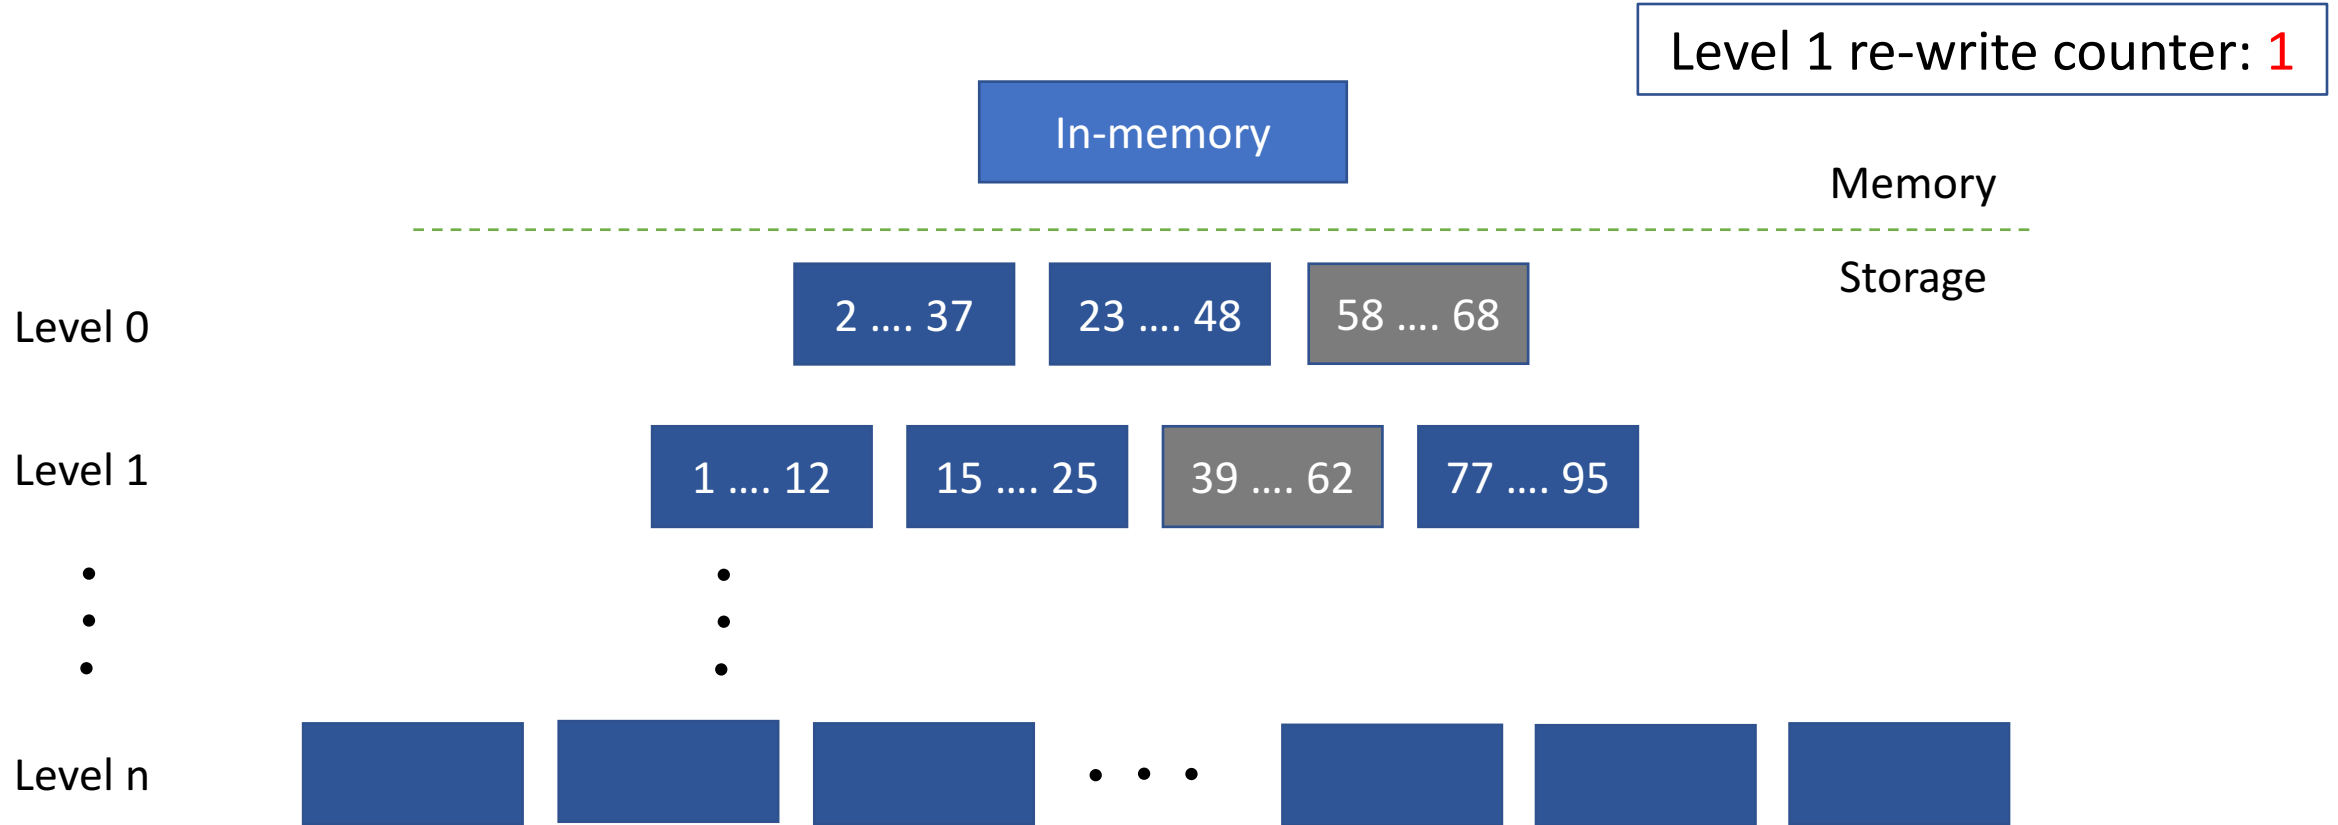 Level 1 re-write counter: 1
In-memory
Memory
Storage
Level 0
2 .... 37
23 .... 48
58 .... 68
Level 1
1 .... 12
15 .... 25
39 .... 62
77 .... 95
Level n